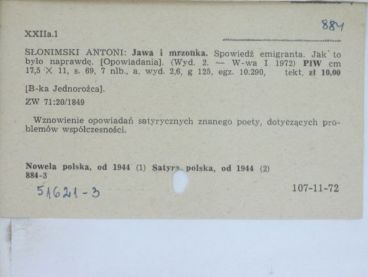 884
XXIIa.1
SŁONIMSKI ANTONI: Jawa i mrzonka. Spowiedź emigranta. Jak to
było naprawdę. [Opowiadania]. (Wyd. 2. — W-wa I 1972) PIW cm
17,5 X 11, s. 69, 7 nlb., a. wyd. 2,6, g 125, egz. 10.290, tekt. zł 10,00
[B-ka Jednorożca].
ZW 71:20/1849
Wznowienie opowiadań satyrycznych znanego poety, dotyczących pro-
blemów współczesności.
Nowela polska, od 1944 (1) Satyra polska, od 1944 (2)
884-3
51621-3
107-11-72